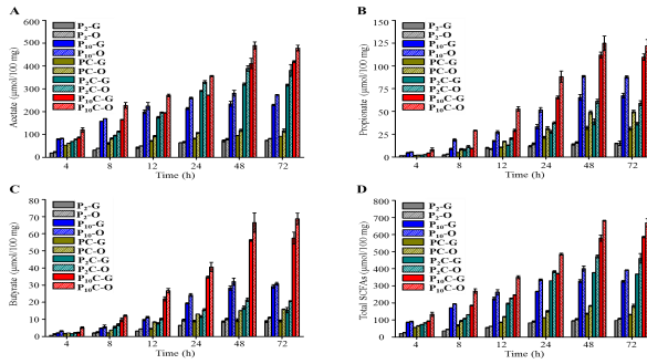 A
P2-G
P2-O
P10-G
P10-O
PC-G
PC-O
P2C-G
P2C-O
P10C-G
P10C-O
Acetate (μmol/100 mg)
600
500
400
300
200
100
0
4 8 12 24 48 72
Time (h)
B
P2-G
P2-O
P10-G
P10-O
PC-G
PC-O
P2C-G
P2C-O
P10C-G
P10C-O
Propionate (μmol/100 mg)
150
125
100
75
50
25
0
4 8 12 24 48 72
Time (h)
C
P2-G
P2-O
P10-G
P10-O
PC-G
PC-O
P2C-G
P2C-O
P10C-G
P10C-O
Butyrate (μmol/100 mg)
80
70
60
50
40
30
20
10
0
4 8 12 24 48 72
Time (h)
D
P2-G
P2-O
P10-G
P10-O
PC-G
PC-O
P2C-G
P2C-O
P10C-G
P10C-O
Total SCFAs (μmol/100 mg)
800
700
600
500
400
300
200
100
0
4 8 12 24 48 72
Time (h)